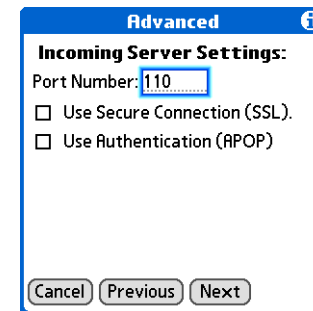 Advanced
i
Incoming Server Settings:
Port Number: 110
Use Secure Connection (SSL).
Use Authentication (APOP)
Cancel Previous Next